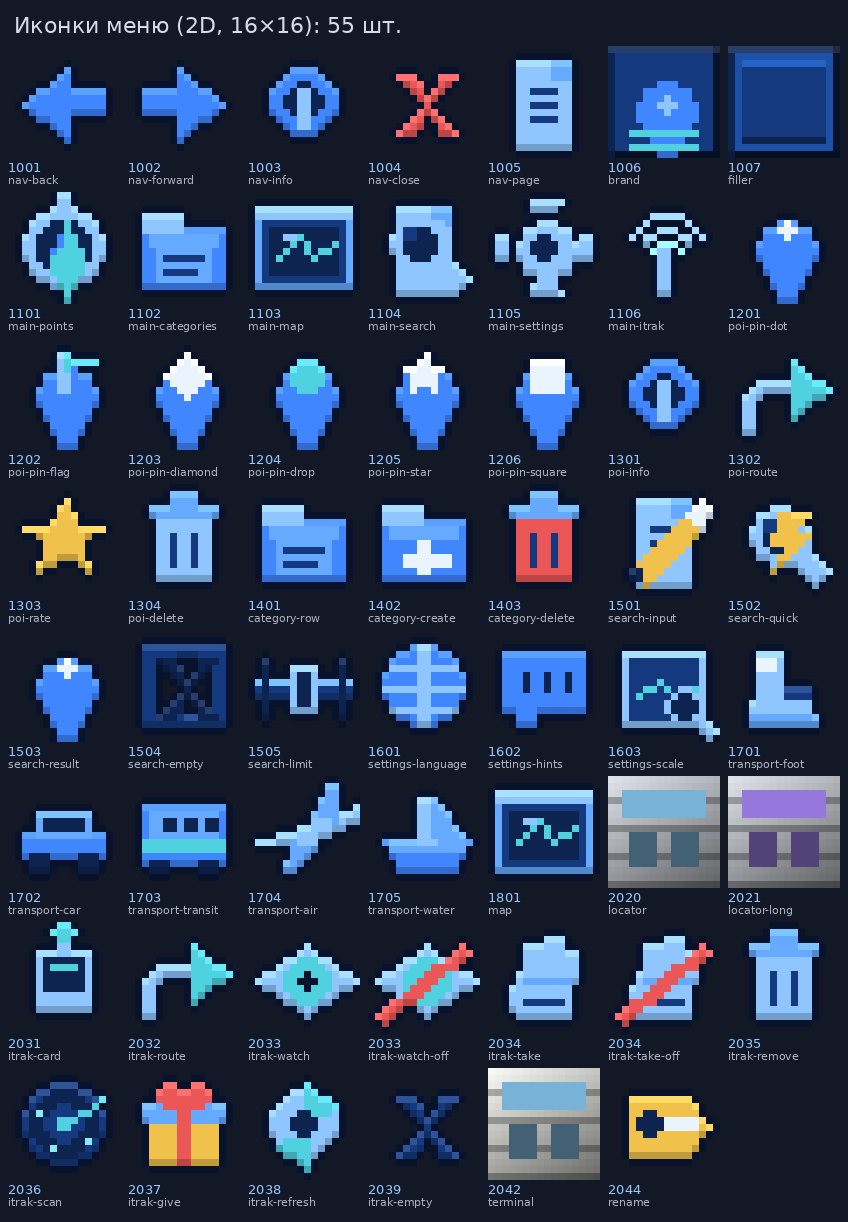 Иконки меню (2D, 16×16): 55 шт.
1001 1002 1003 1004 1005 1006 1007
nav-back nav-forward nav-info nav-close nav-page brand filler
1101 1102 1103 1104 1105 1106 1201
main-points main-categories main-map main-search main-settings main-itrak poi-pin-dot
1202 1203 1204 1205 1206 1301 1302
poi-pin-flag poi-pin-diamond poi-pin-drop poi-pin-star poi-pin-square poi-info poi-route
1303 1304 1401 1402 1403 1501 1502
poi-rate poi-delete category-row category-create category-delete search-input search-quick
1503 1504 1505 1601 1602 1603 1701
search-result search-empty search-limit settings-language settings-hints settings-scale transport-foot
1702 1703 1704 1705 1801 2020 2021
transport-car transport-transit transport-air transport-water map locator locator-long
2031 2032 2033 2033 2034 2034 2035
itrak-card itrak-route itrak-watch itrak-watch-off itrak-take itrak-take-off itrak-remove
2036 2037 2038 2039 2042 2044
itrak-scan itrak-give itrak-refresh itrak-empty terminal rename